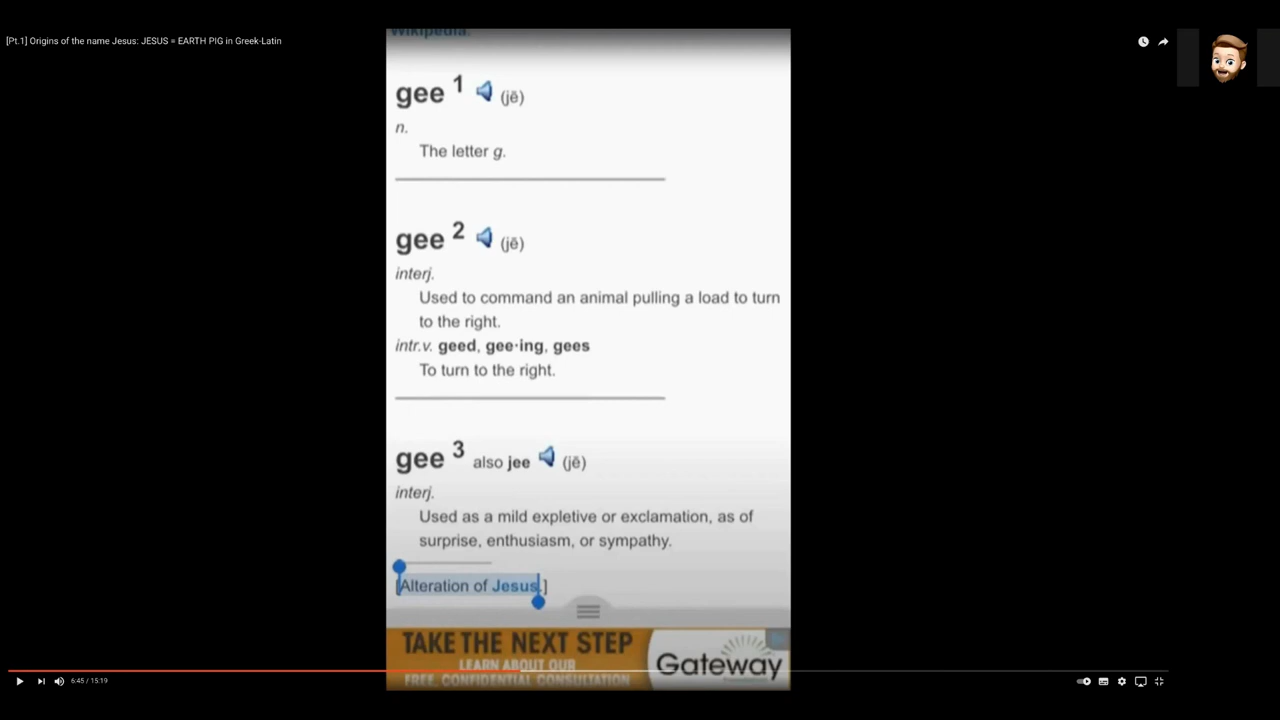 [Pt.1] Origins of the name Jesus: JESUS = EARTH PIG in Greek-Latin
Wikipedia.
gee 1 (jē)
n.
The letter g.
gee 2 (jē)
interj.
Used to command an animal pulling a load to turn
to the right.
intr.v. geed, gee·ing, gees
To turn to the right.
gee 3 also jee (jē)
interj.
Used as a mild expletive or exclamation, as of
surprise, enthusiasm, or sympathy.
[Alteration of Jesus.]
TAKE THE NEXT STEP
LEARN ABOUT OUR
FREE, CONFIDENTIAL CONSULTATION
Gateway
6:45 / 15:19